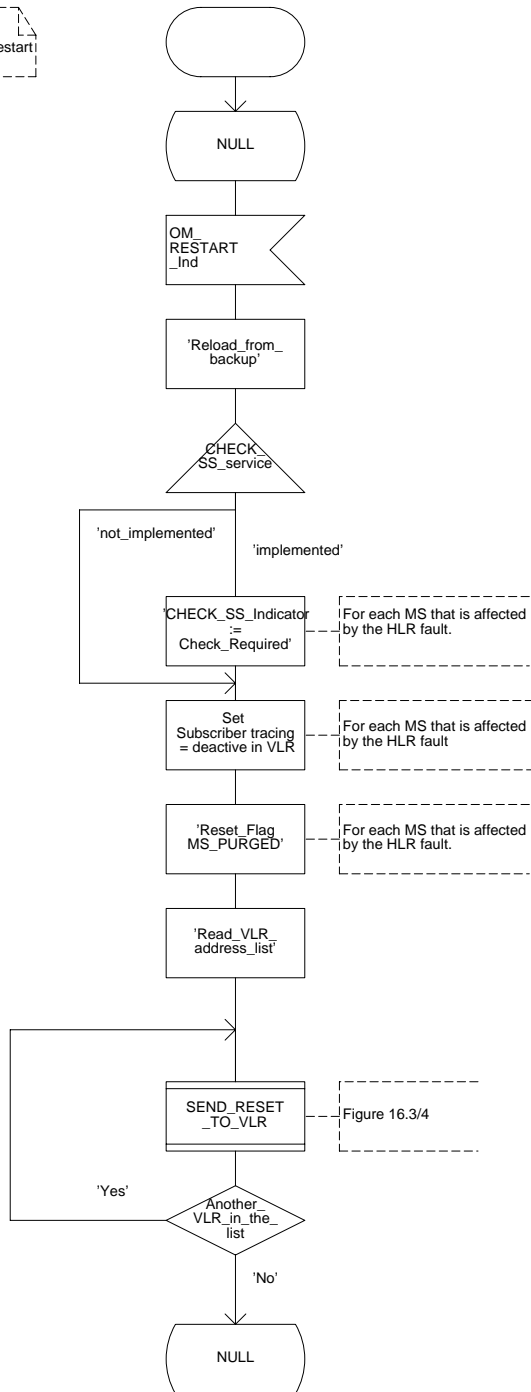 estart
NULL
OM_
RESTART
_Ind
'Reload_from_
backup'
CHECK_
SS_service
'not_implemented'
'implemented'
'CHECK_SS_Indicator
:=
Check_Required'
For each MS that is affected
by the HLR fault.
Set
Subscriber tracing
= deactive in VLR
For each MS that is affected
by the HLR fault
'Reset_Flag
MS_PURGED'
For each MS that is affected
by the HLR fault.
'Read_VLR_
address_list'
SEND_RESET
_TO_VLR
Figure 16.3/4
'Yes'
Another_
VLR_in_the_
list
'No'
NULL